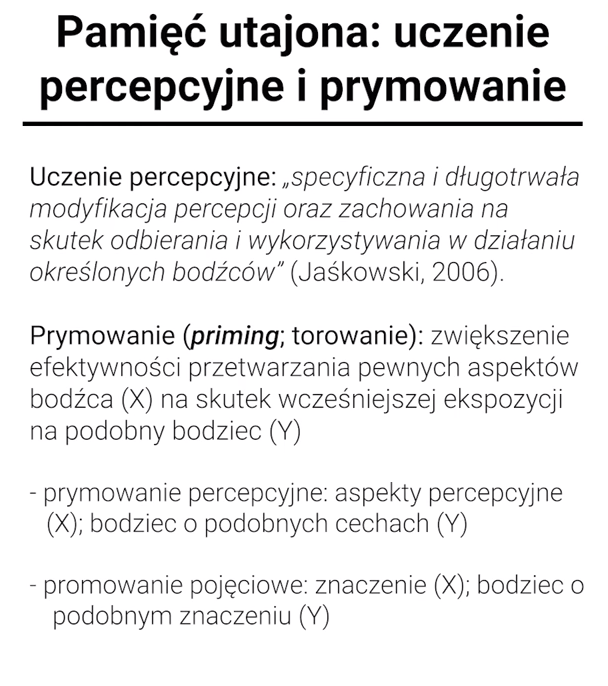 Pamięć utajona: uczenie
percepcyjne i prymowanie
Uczenie percepcyjne: „specyficzna i długotrwała
modyfikacja percepcji oraz zachowania na
skutek odbierania i wykorzystywania w działaniu
określonych bodźców” (Jaśkowski, 2006).
Prymowanie (priming; torowanie): zwiększenie
efektywności przetwarzania pewnych aspektów
bodźca (X) na skutek wcześniejszej ekspozycji
na podobny bodziec (Y)
- prymowanie percepcyjne: aspekty percepcyjne
(X); bodziec o podobnych cechach (Y)
- promowanie pojęciowe: znaczenie (X); bodziec o
podobnym znaczeniu (Y)